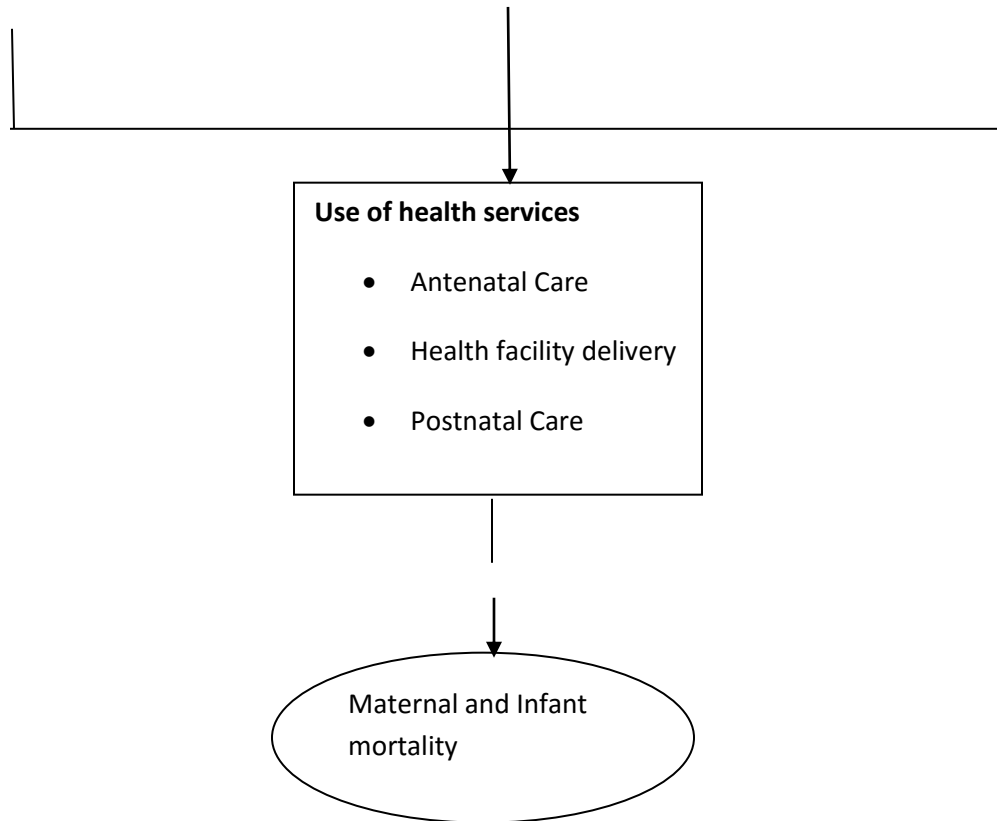 Use of health services
• Antenatal Care
• Health facility delivery
• Postnatal Care
Maternal and Infant
mortality